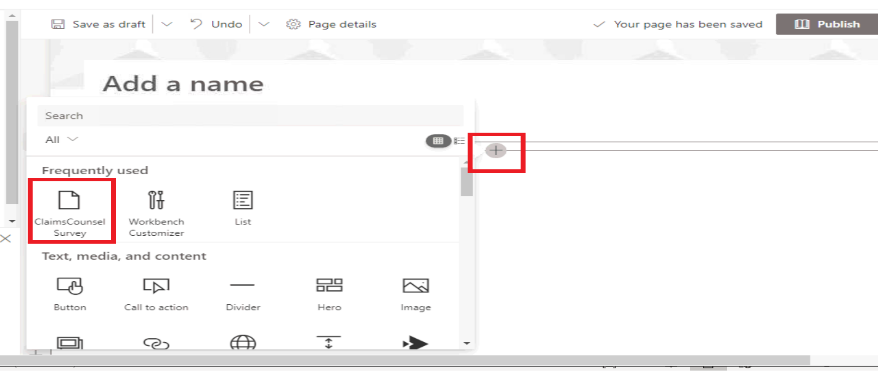 Save as draft Undo Page details Your page has been saved Publish
Add a name
Search
All
Frequently used
ClaimsCounsel Survey
Workbench Customizer
List
Text, media, and content
Button Call to action Divider Hero Image